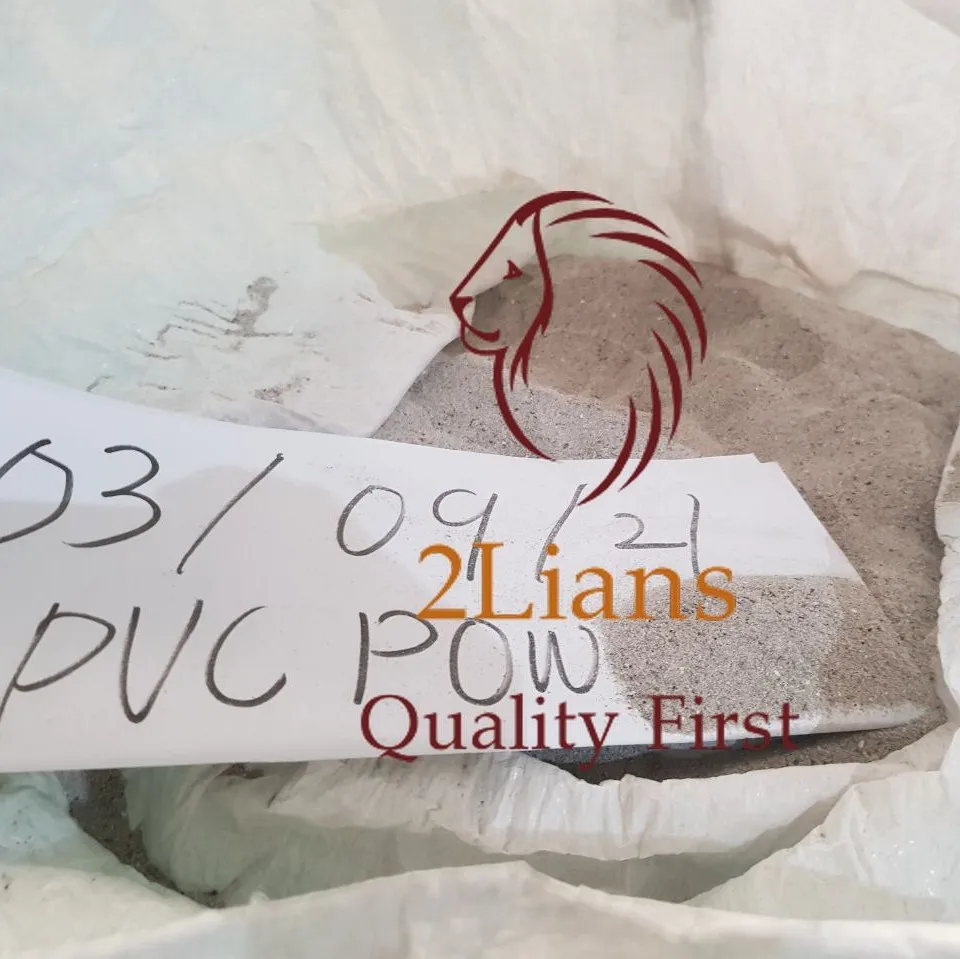 03/09/21
PVC POW
2Lians
Quality First